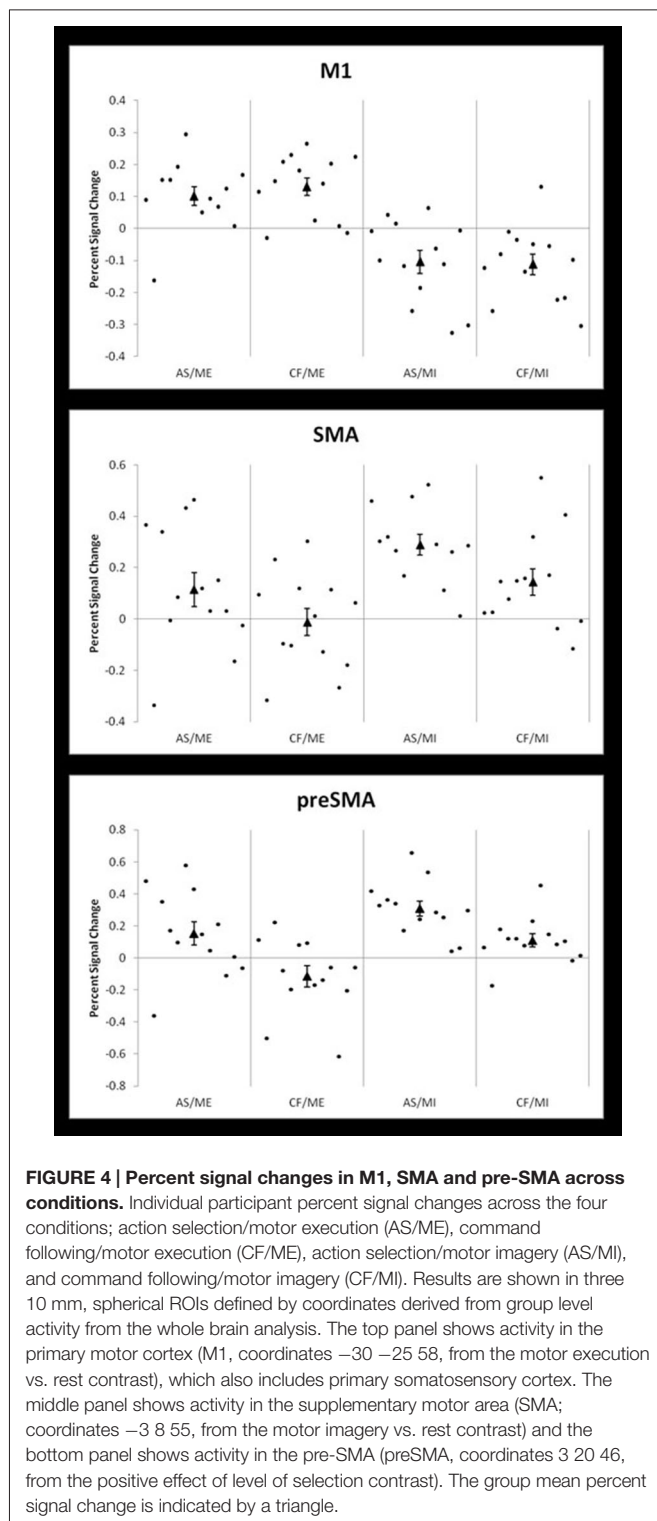 M1
Percent Signal Change
0.4
0.3
0.2
0.1
0
-0.1
-0.2
-0.3
-0.4
AS/ME CF/ME AS/MI CF/MI
SMA
Percent Signal Change
0.6
0.4
0.2
0
-0.2
-0.4
AS/ME CF/ME AS/MI CF/MI
preSMA
Percent Signal Change
0.8
0.6
0.4
0.2
0
-0.2
-0.4
-0.6
-0.8
AS/ME CF/ME AS/MI CF/MI
FIGURE 4 | Percent signal changes in M1, SMA and pre-SMA across
conditions. Individual participant percent signal changes across the four
conditions; action selection/motor execution (AS/ME), command
following/motor execution (CF/ME), action selection/motor imagery (AS/MI),
and command following/motor imagery (CF/MI). Results are shown in three
10 mm, spherical ROIs defined by coordinates derived from group level
activity from the whole brain analysis. The top panel shows activity in the
primary motor cortex (M1, coordinates −30 −25 58, from the motor execution
vs. rest contrast), which also includes primary somatosensory cortex. The
middle panel shows activity in the supplementary motor area (SMA;
coordinates −3 8 55, from the motor imagery vs. rest contrast) and the
bottom panel shows activity in the pre-SMA (preSMA, coordinates 3 20 46,
from the positive effect of level of selection contrast). The group mean percent
signal change is indicated by a triangle.